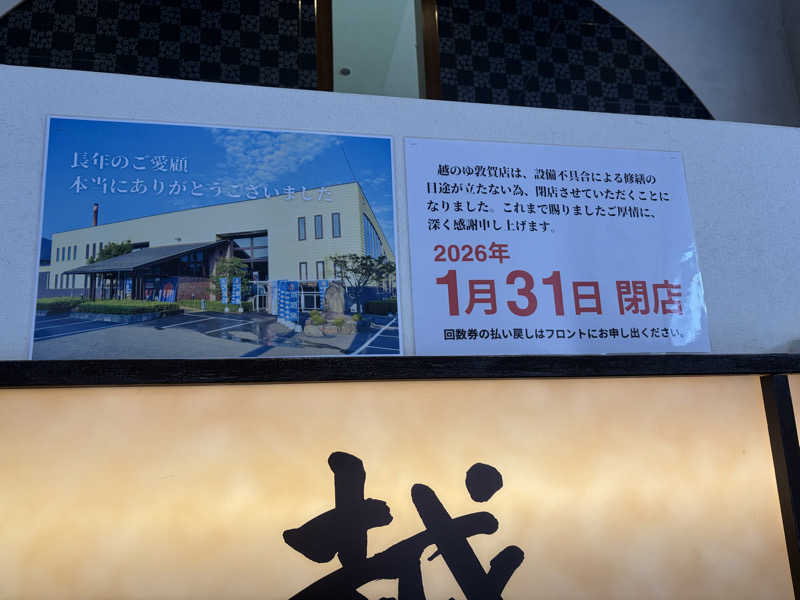 長年のご愛顧
本当にありがとうございました
越のゆ敦賀店は、設備不具合による修繕の
目途が立たない為、閉店させていただくことに
なりました。これまで賜りましたご厚情に、
深く感謝申し上げます。
2026年
1月31日 閉店
回数券の払い戻しはフロントにお申し出ください。
越